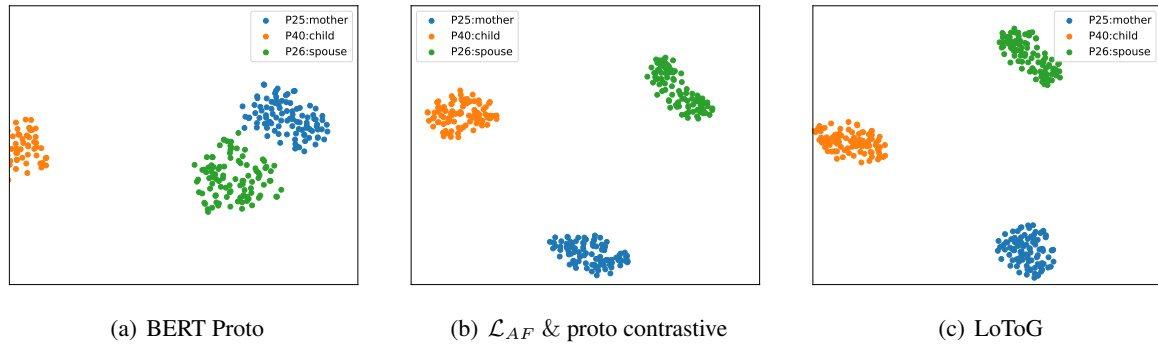 P25:mother
P40:child
P26:spouse
P25:mother
P40:child
P26:spouse
P25:mother
P40:child
P26:spouse
(a) BERT Proto
(b) $\mathcal{L}_{AF}$ & proto contrastive
(c) LoToG